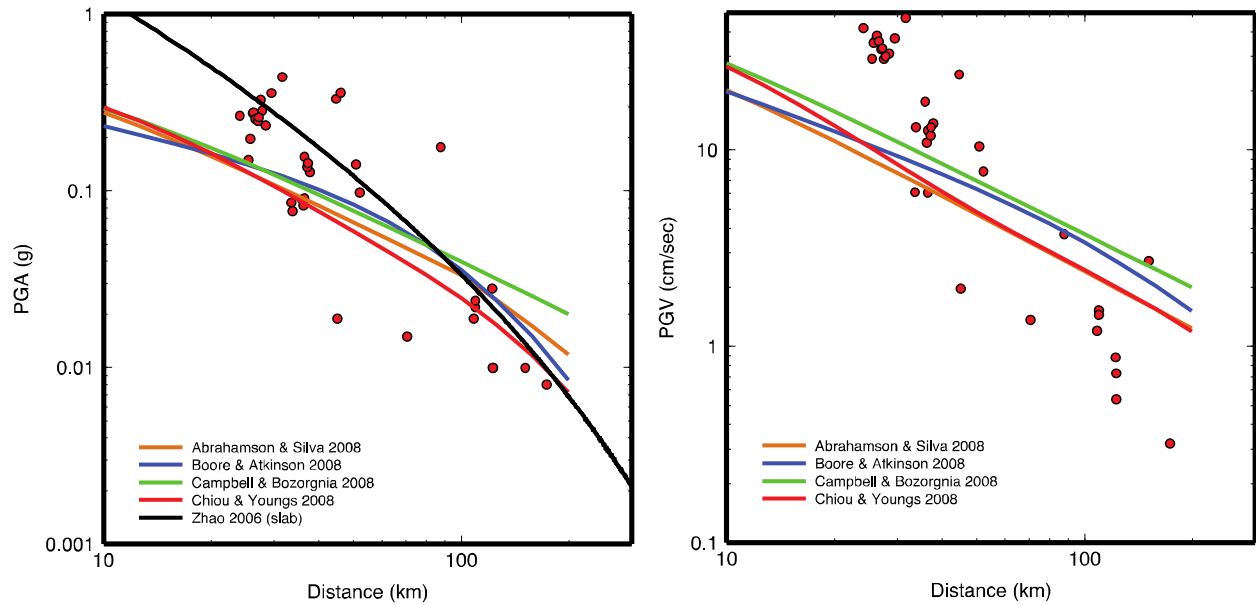 1
0.1
0.01
0.001
PGA (g)
10
100
Distance (km)
Abrahamson & Silva 2008
Boore & Atkinson 2008
Campbell & Bozorgnia 2008
Chiou & Youngs 2008
Zhao 2006 (slab)
10
1
0.1
PGV (cm/sec)
10
100
Distance (km)
Abrahamson & Silva 2008
Boore & Atkinson 2008
Campbell & Bozorgnia 2008
Chiou & Youngs 2008